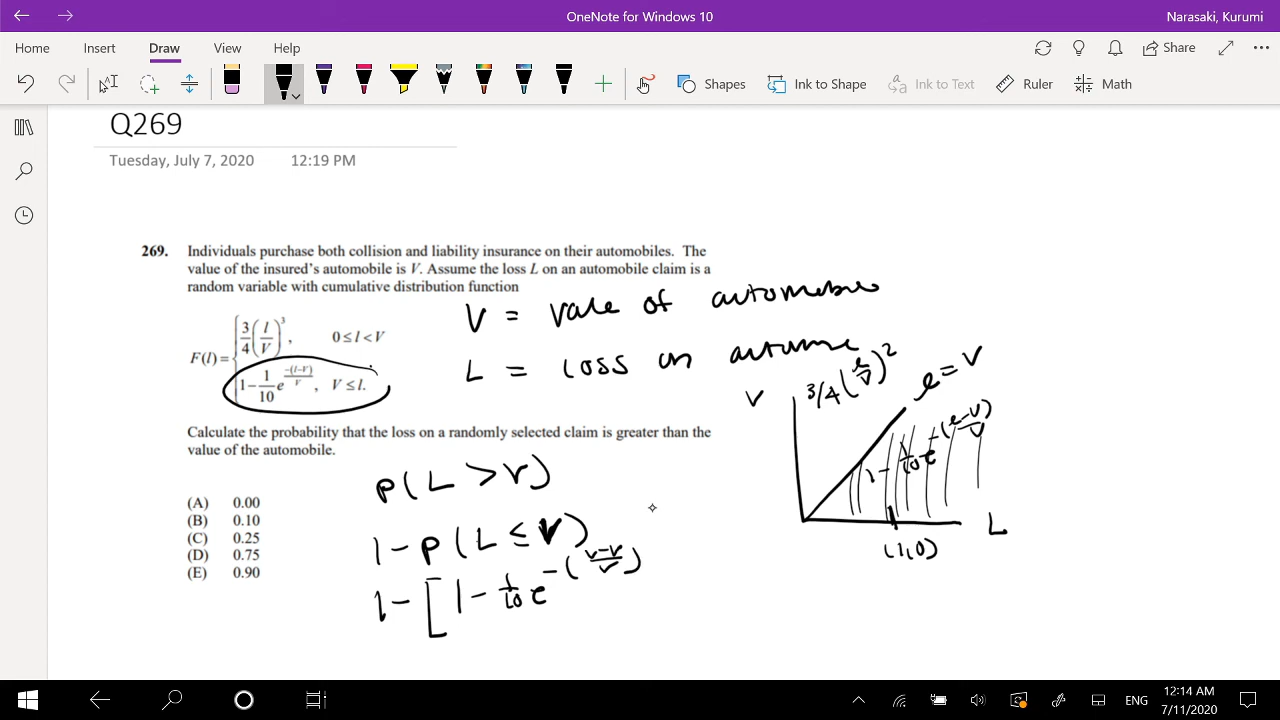 OneNote for Windows 10
Narasaki, Kurumi
Home Insert Draw View Help
Share
Shapes Ink to Shape Ink to Text Ruler Math
Q269
Tuesday, July 7, 2020 12:19 PM
269. Individuals purchase both collision and liability insurance on their automobiles. The
value of the insured's automobile is V. Assume the loss L on an automobile claim is a
random variable with cumulative distribution function
F(l) = { 3/4 (l/V)^3, 0 ≤ l < V
1 - 1/10 e^(-(l-V)/V), V ≤ l.
Calculate the probability that the loss on a randomly selected claim is greater than the
value of the automobile.
(A) 0.00
(B) 0.10
(C) 0.25
(D) 0.75
(E) 0.90
V = vale of
L = loss on
P(L > V)
1 - P(L ≤ V)
1 - [1 - 1/10 e^-(v-v/v)
V
3/4 (l/V)^2
l = V
1 - 1/10 e^-(l-V/V)
L
(1,0)
ENG
12:14 AM
7/11/2020